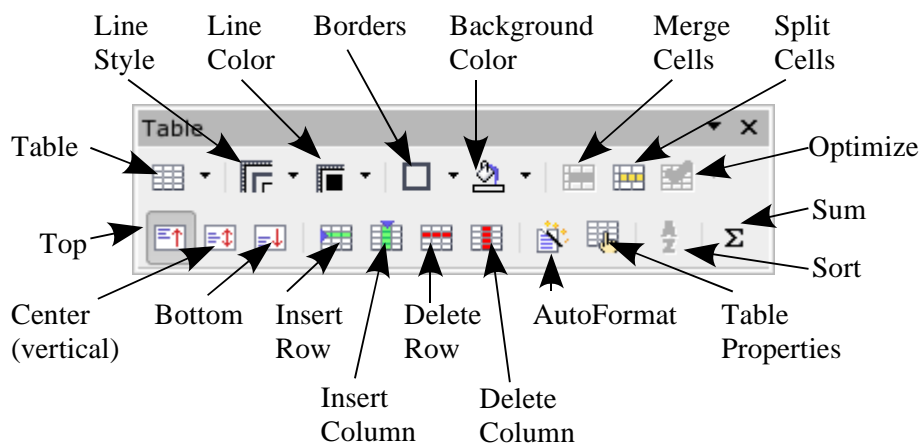 Line Line Borders Background Merge Split
Style Color Color Cells Cells
Table
Table
Optimize
Σ
Sum
Top
A
Z
Sort
Center Bottom Insert Delete AutoFormat Table
(vertical) Row Row Properties
Insert Delete
Column Column